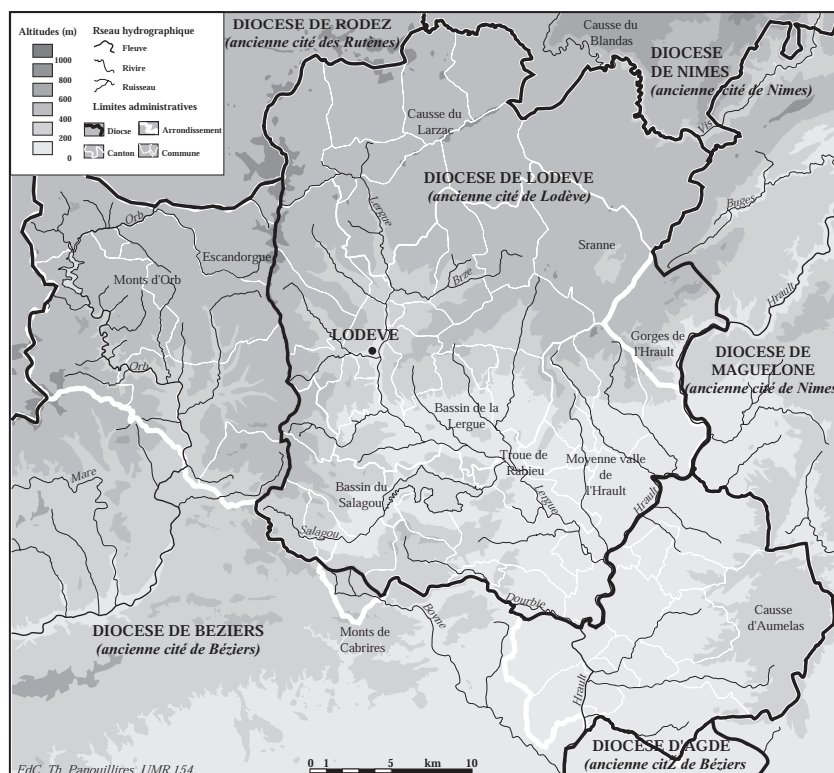 Altitudes (m)
1000
800
600
400
200
0
Rseau hydrographique
Fleuve
Rivire
Ruisseau
Limites administratives
Diocse
Arrondissement
Canton
Commune
DIOCESE DE RODEZ
(ancienne cité des Rutènes)
Causse du
Blandas
DIOCESE
DE NIMES
(ancienne cité de Nimes)
Vis
Causse du
Larzac
DIOCESE DE LODEVE
(ancienne cité de Lodève)
Lergue
Buges
Orb
Escandorgue
Monts d'Orb
Sranne
Brze
Hrault
LODEVE
Gorges de
l'Hrault
DIOCESE DE
MAGUELONE
(ancienne cité de Nimes)
Orb
Bassin de la
Lergue
Mare
Troue de
Rabieu
Moyenne valle
de
l'Hrault
Bassin du
Salagou
Lergue
Hrault
Salagou
Dourbie
Boyne
Causse
d'Aumelas
DIOCESE DE BEZIERS
(ancienne cité de Béziers)
Monts de
Cabrires
Hrault
DIOCESE D'AGDE
(ancienne citZ de Béziers
EdC, Th. Panouillires, UMR 154
0 1 5 km 10